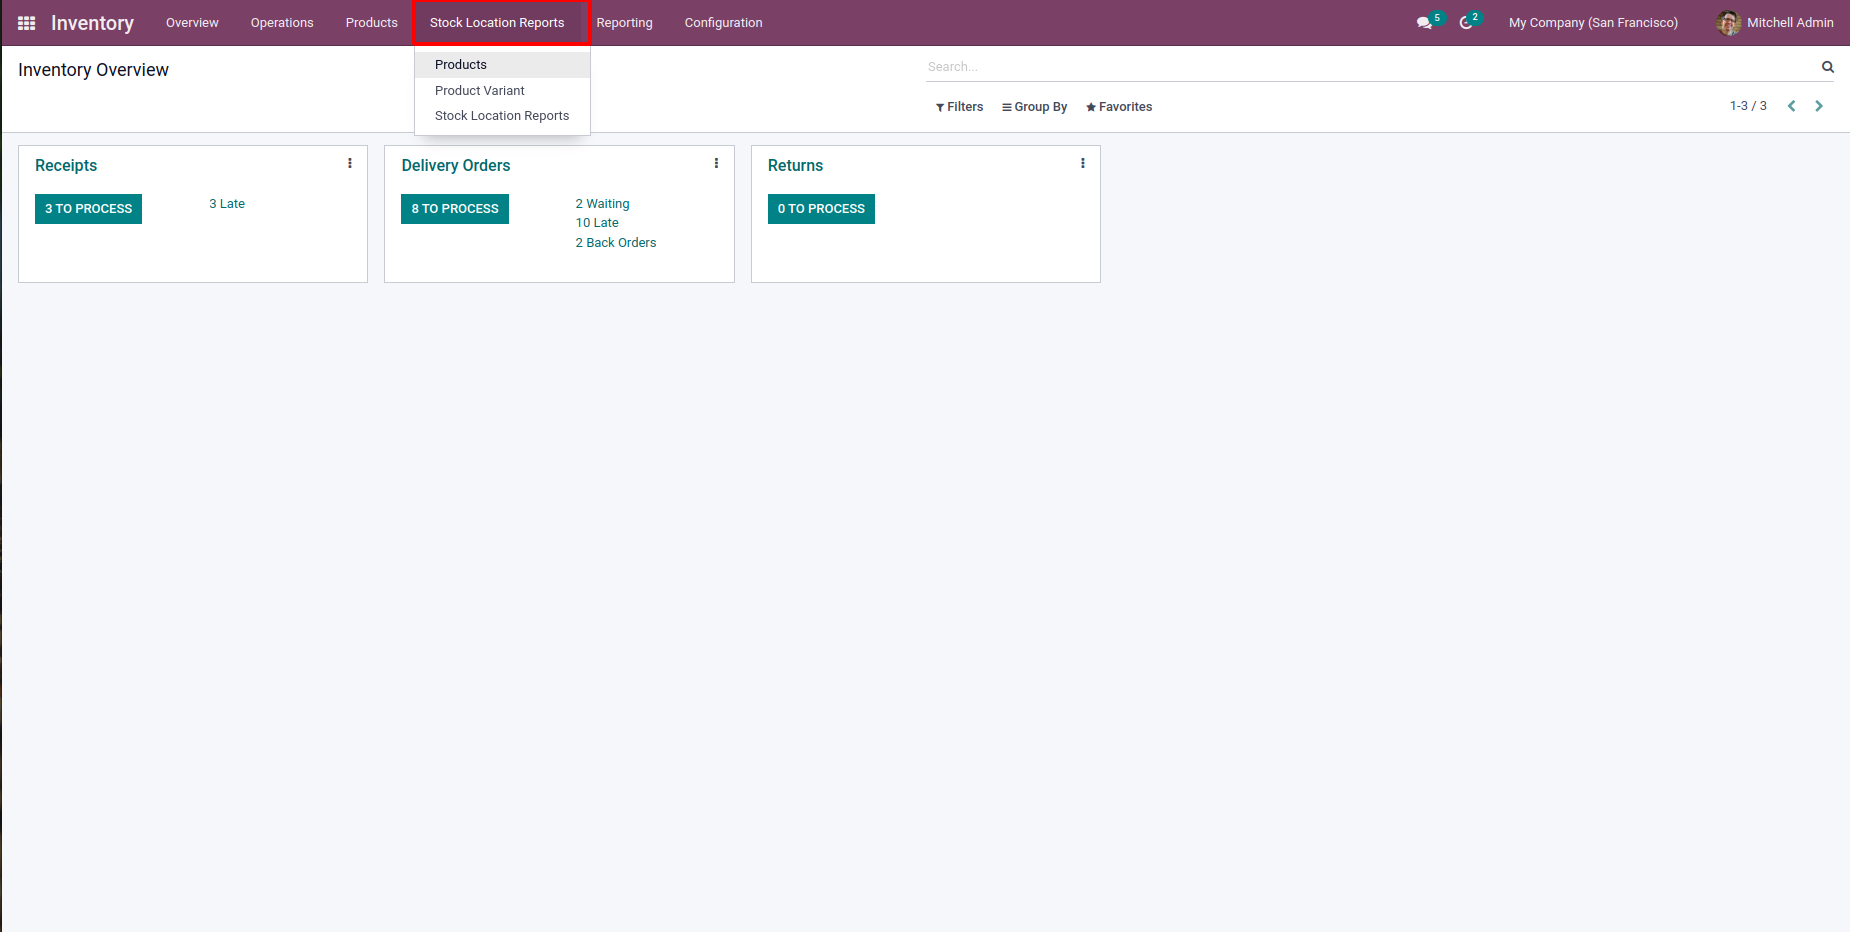 Inventory Overview Operations Products Stock Location Reports Reporting Configuration 5 2 My Company (San Francisco) Mitchell Admin
Inventory Overview
Search...
Products
Product Variant
Stock Location Reports
Filters Group By Favorites 1-3 / 3
Receipts
3 TO PROCESS
3 Late
Delivery Orders
8 TO PROCESS
2 Waiting
10 Late
2 Back Orders
Returns
0 TO PROCESS